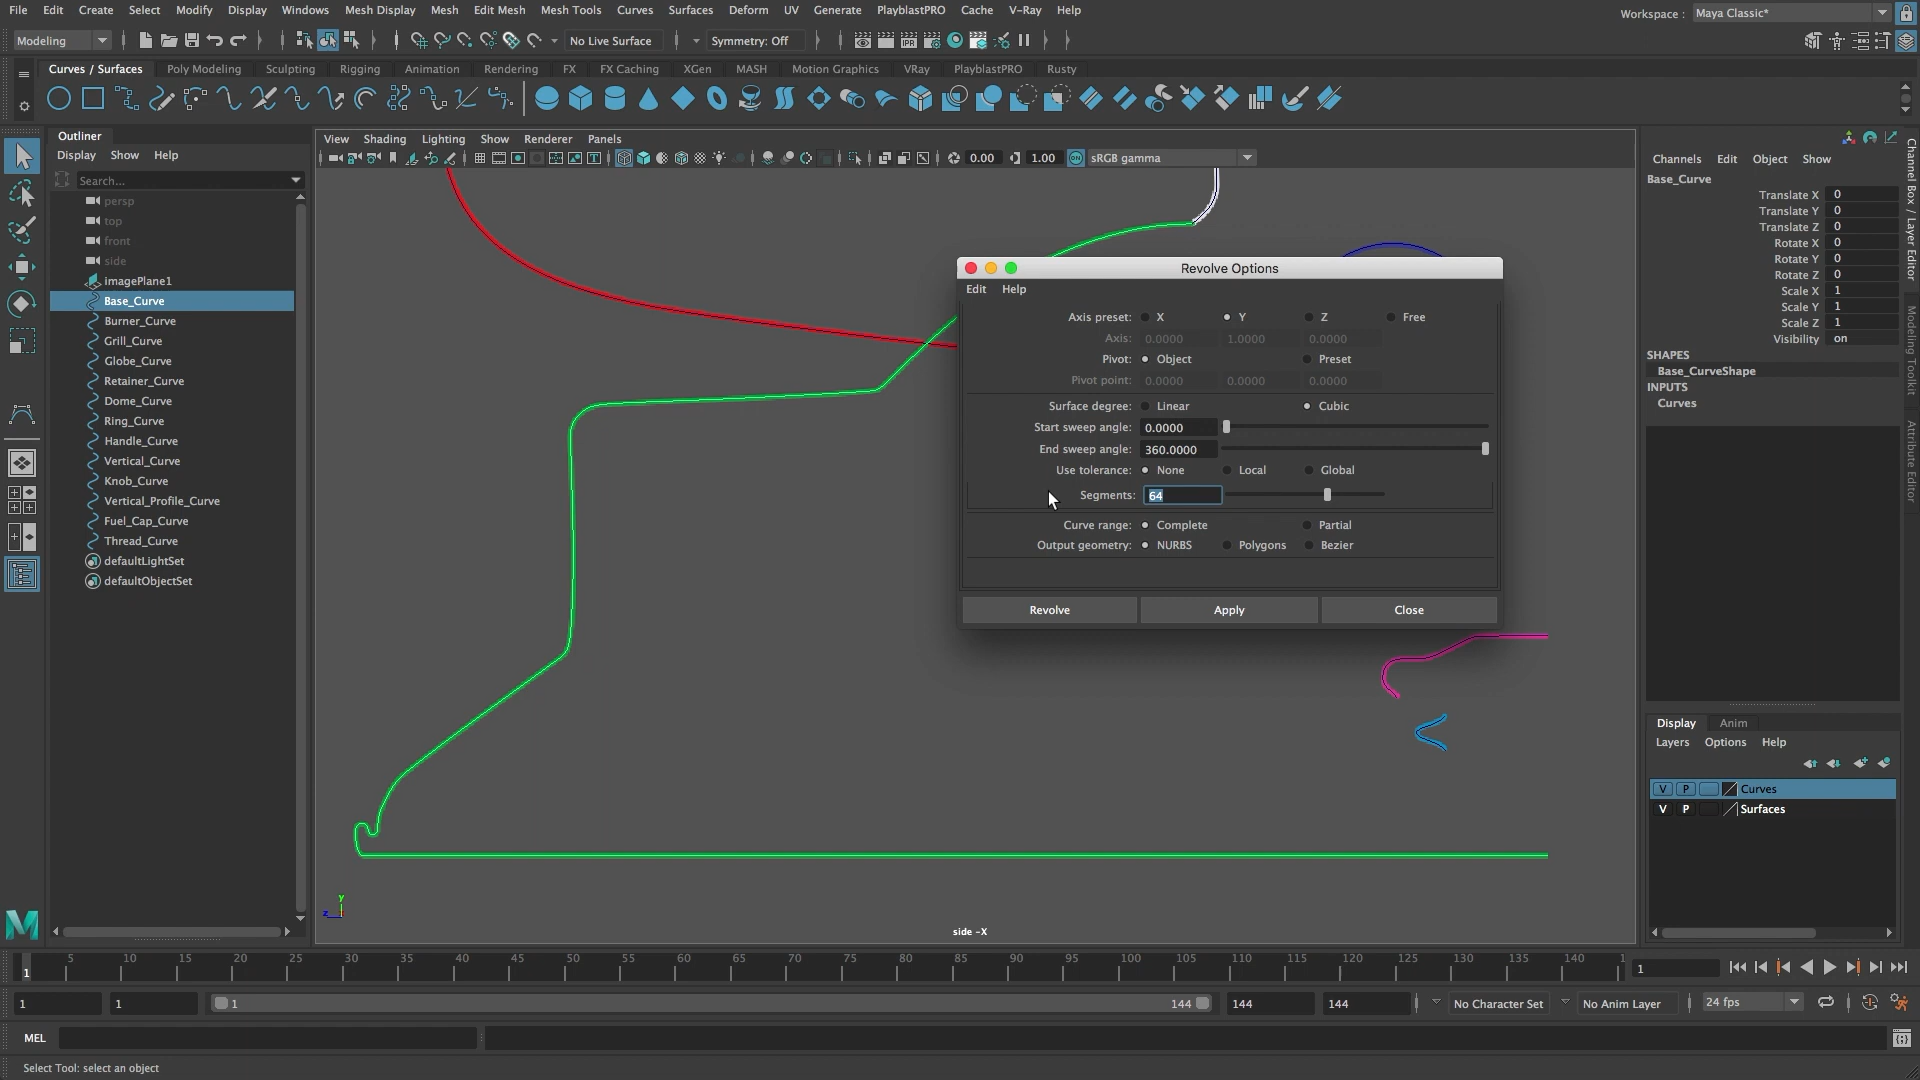 File Edit Create Select Modify Display Windows Mesh Display Mesh Edit Mesh Mesh Tools Curves Surfaces Deform UV Generate PlayblastPRO Cache V-Ray Help
Workspace : Maya Classic*
Modeling
No Live Surface
Symmetry: Off
Curves / Surfaces Poly Modeling Sculpting Rigging Animation Rendering FX FX Caching XGen MASH Motion Graphics VRay PlayblastPRO Rusty
Outliner
Display Show Help
Search...
persp
top
front
side
imagePlane1
Base_Curve
Burner_Curve
Grill_Curve
Globe_Curve
Retainer_Curve
Dome_Curve
Ring_Curve
Handle_Curve
Vertical_Curve
Knob_Curve
Vertical_Profile_Curve
Fuel_Cap_Curve
Thread_Curve
defaultLightSet
defaultObjectSet
View Shading Lighting Show Renderer Panels
0.00 1.00 ON sRGB gamma
Revolve Options
Edit Help
Axis preset: X Y Z Free
Axis: 0.0000 1.0000 0.0000
Pivot: Object Preset
Pivot point: 0.0000 0.0000 0.0000
Surface degree: Linear Cubic
Start sweep angle: 0.0000
End sweep angle: 360.0000
Use tolerance: None Local Global
Segments: 64
Curve range: Complete Partial
Output geometry: NURBS Polygons Bezier
Revolve Apply Close
y
z
side -X
Channels Edit Object Show
Base_Curve
Translate X 0
Translate Y 0
Translate Z 0
Rotate X 0
Rotate Y 0
Rotate Z 0
Scale X 1
Scale Y 1
Scale Z 1
Visibility on
SHAPES
Base_CurveShape
INPUTS
Curves
Channel Box / Layer Editor
Modeling Toolkit
Attribute Editor
Display Anim
Layers Options Help
V P Curves
V P Surfaces
1 5 10 15 20 25 30 35 40 45 50 55 60 65 70 75 80 85 90 95 100 105 110 115 120 125 130 135 140 1
1
1 1 1 144 144 144 No Character Set No Anim Layer 24 fps
MEL
Select Tool: select an object